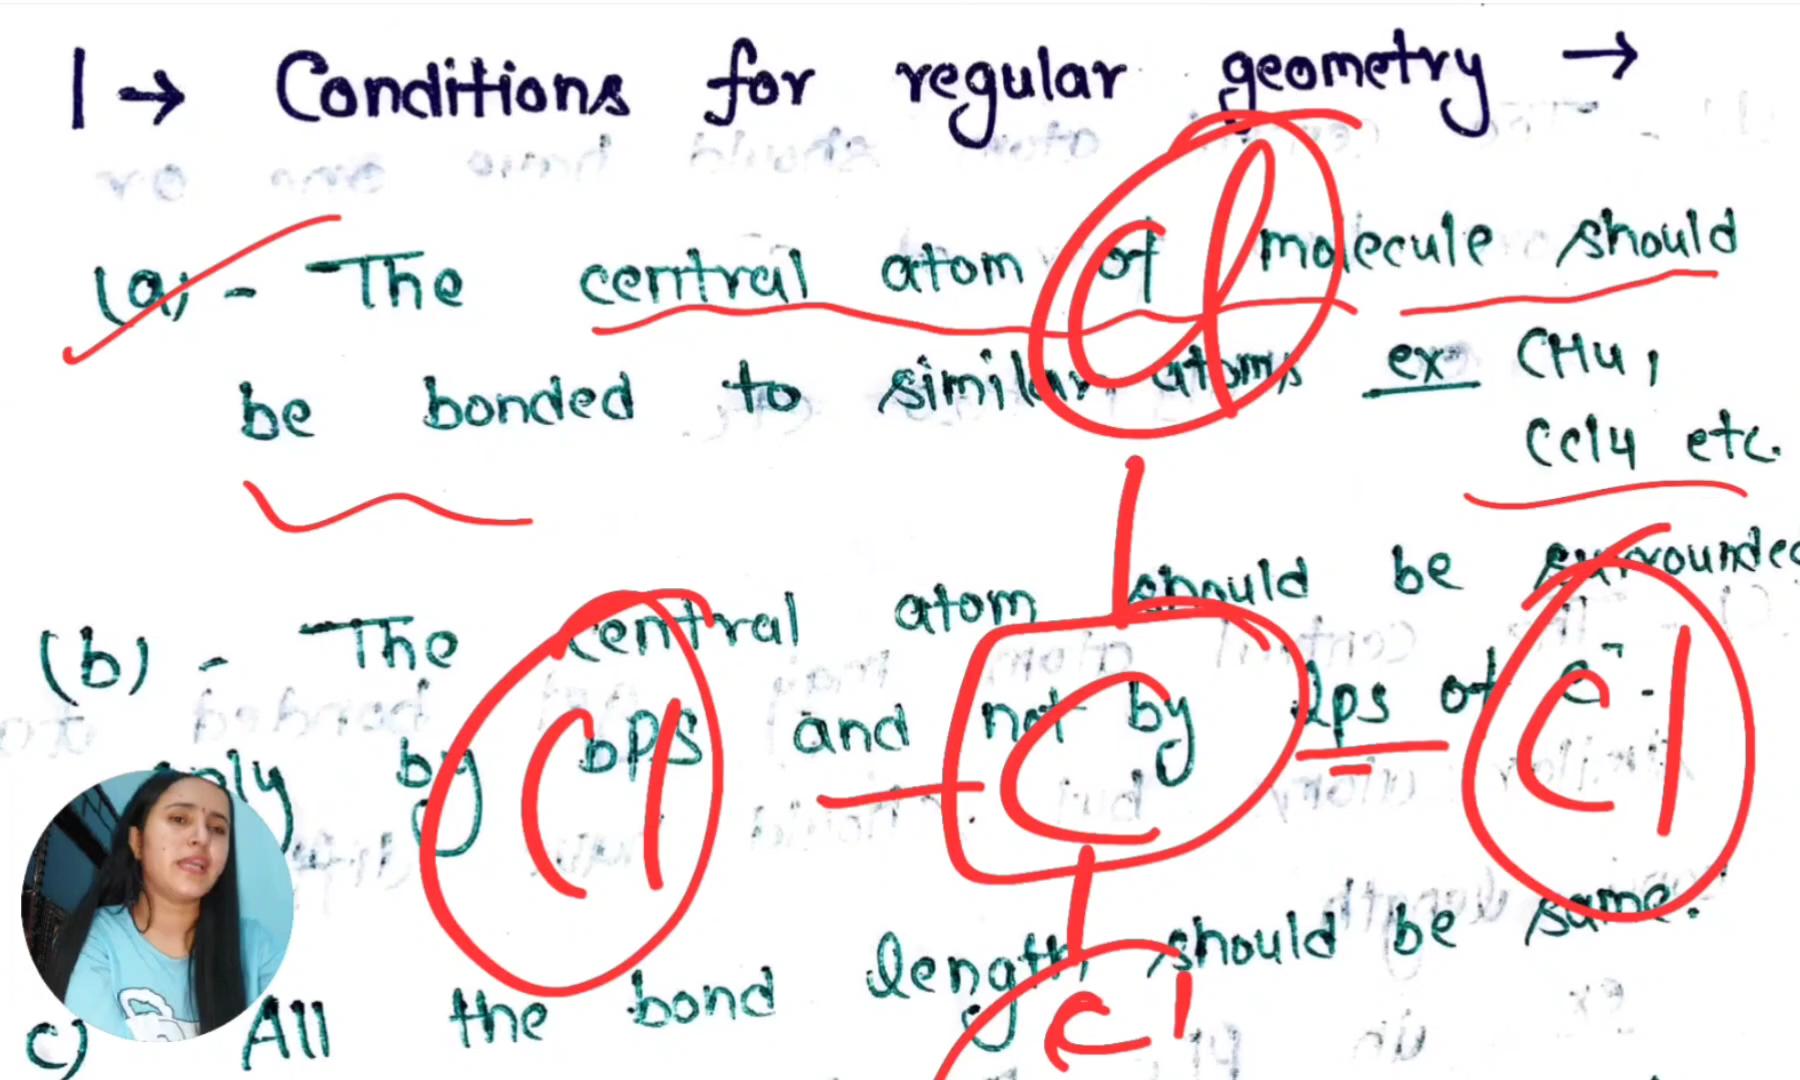 1 → Conditions for regular geometry →
(a) - The central atom of molecule should
be bonded to similar atoms ex CH4,
CCl4 etc.
(b) - The central atom should be surrounded
only by bps and not by lps of e-.
c) All the bond length should be same.
Cl
Cl C Cl
Cl